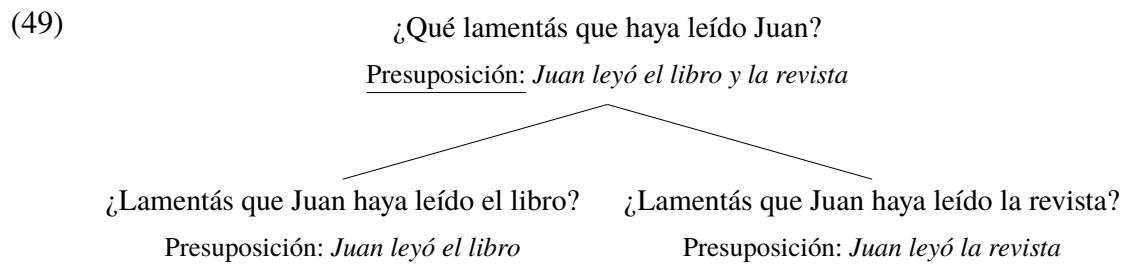 (49)
¿Qué lamentás que haya leído Juan?
Presuposición: Juan leyó el libro y la revista
¿Lamentás que Juan haya leído el libro? ¿Lamentás que Juan haya leído la revista?
Presuposición: Juan leyó el libro Presuposición: Juan leyó la revista